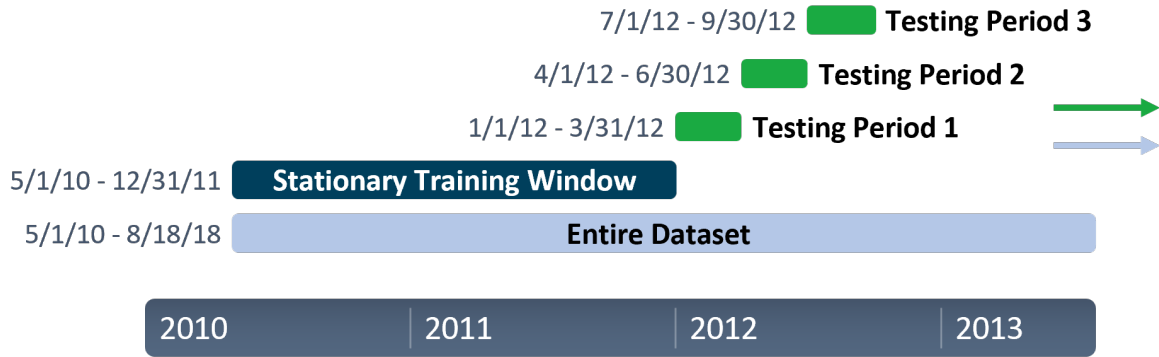 7/1/12 - 9/30/12 Testing Period 3
4/1/12 - 6/30/12 Testing Period 2
1/1/12 - 3/31/12 Testing Period 1
5/1/10 - 12/31/11 Stationary Training Window
5/1/10 - 8/18/18 Entire Dataset
2010 2011 2012 2013